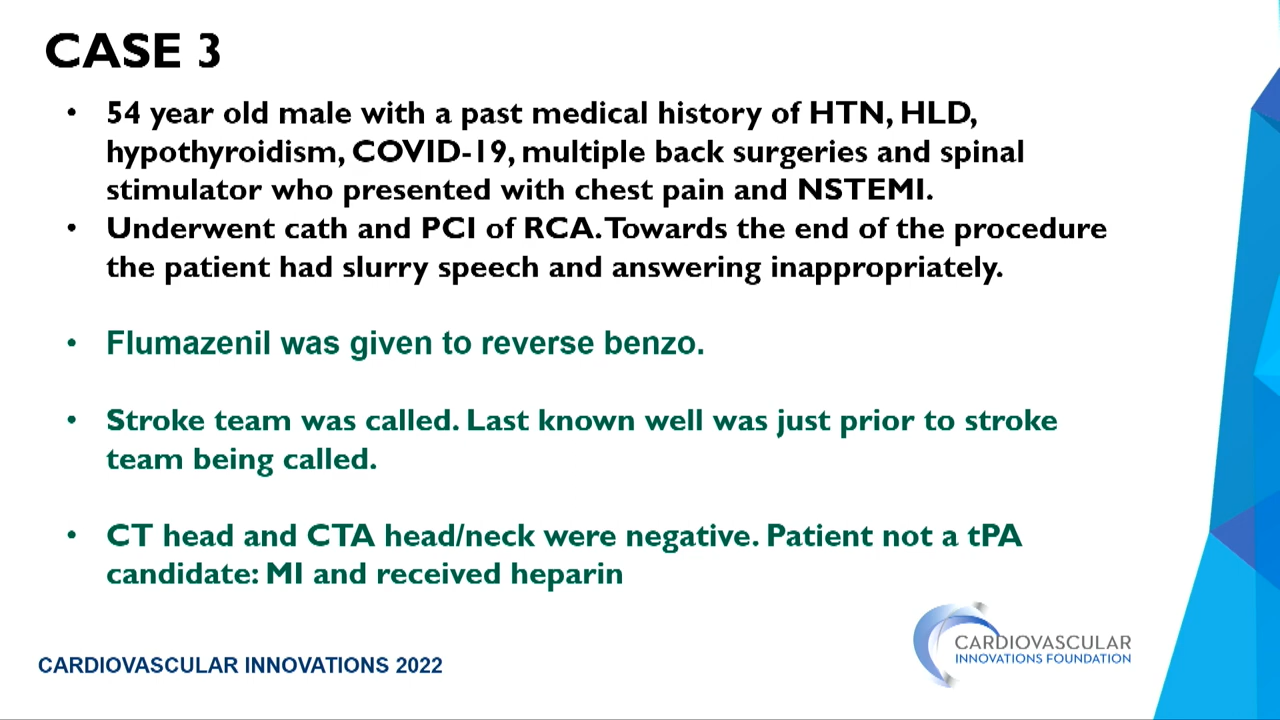 CASE 3
• 54 year old male with a past medical history of HTN, HLD,
hypothyroidism, COVID-19, multiple back surgeries and spinal
stimulator who presented with chest pain and NSTEMI.
• Underwent cath and PCI of RCA. Towards the end of the procedure
the patient had slurry speech and answering inappropriately.
• Flumazenil was given to reverse benzo.
• Stroke team was called. Last known well was just prior to stroke
team being called.
• CT head and CTA head/neck were negative. Patient not a tPA
candidate: MI and received heparin
CARDIOVASCULAR
INNOVATIONS FOUNDATION
CARDIOVASCULAR INNOVATIONS 2022